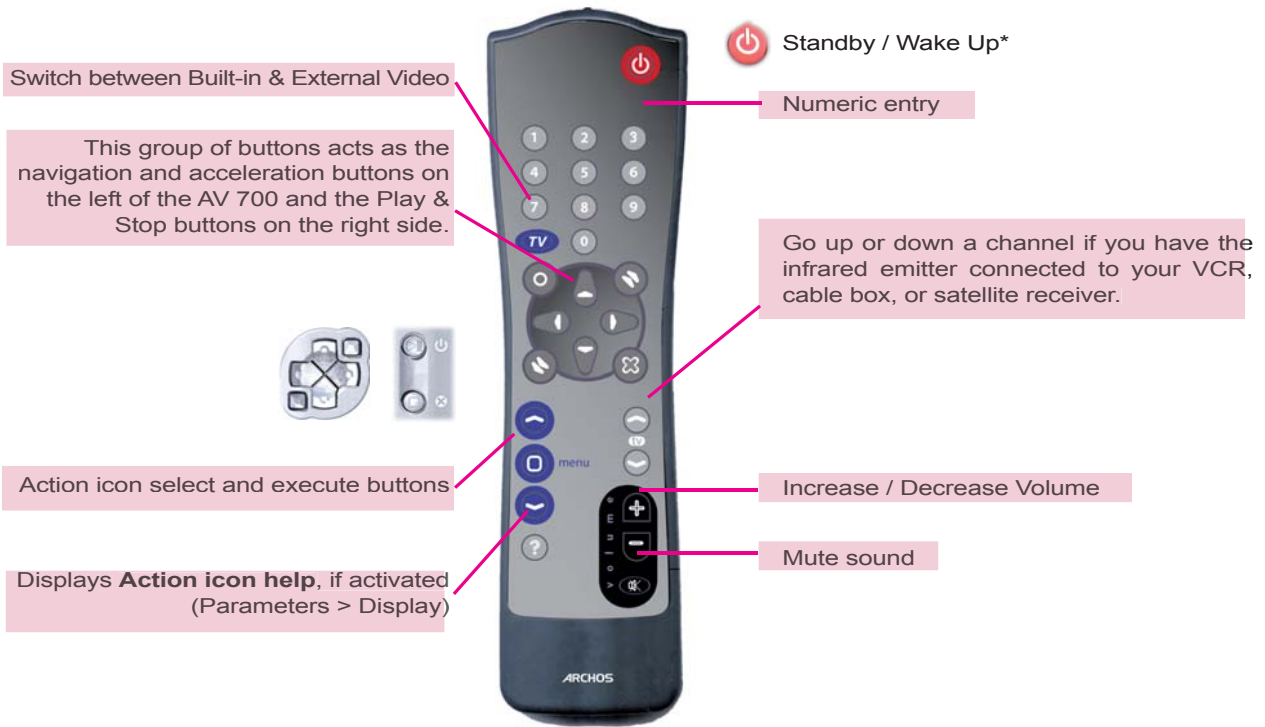 Standby / Wake Up*
Switch between Built-in & External Video
Numeric entry
This group of buttons acts as the
navigation and acceleration buttons on
the left of the AV 700 and the Play &
Stop buttons on the right side.
1 2 3
4 5 6
7 8 9
TV 0
Go up or down a channel if you have the
infrared emitter connected to your VCR,
cable box, or satellite receiver.
tv
menu
Action icon select and execute buttons
Increase / Decrease Volume
volume
+
-
?
Mute sound
Displays Action icon help, if activated
(Parameters > Display)
ARCHOS